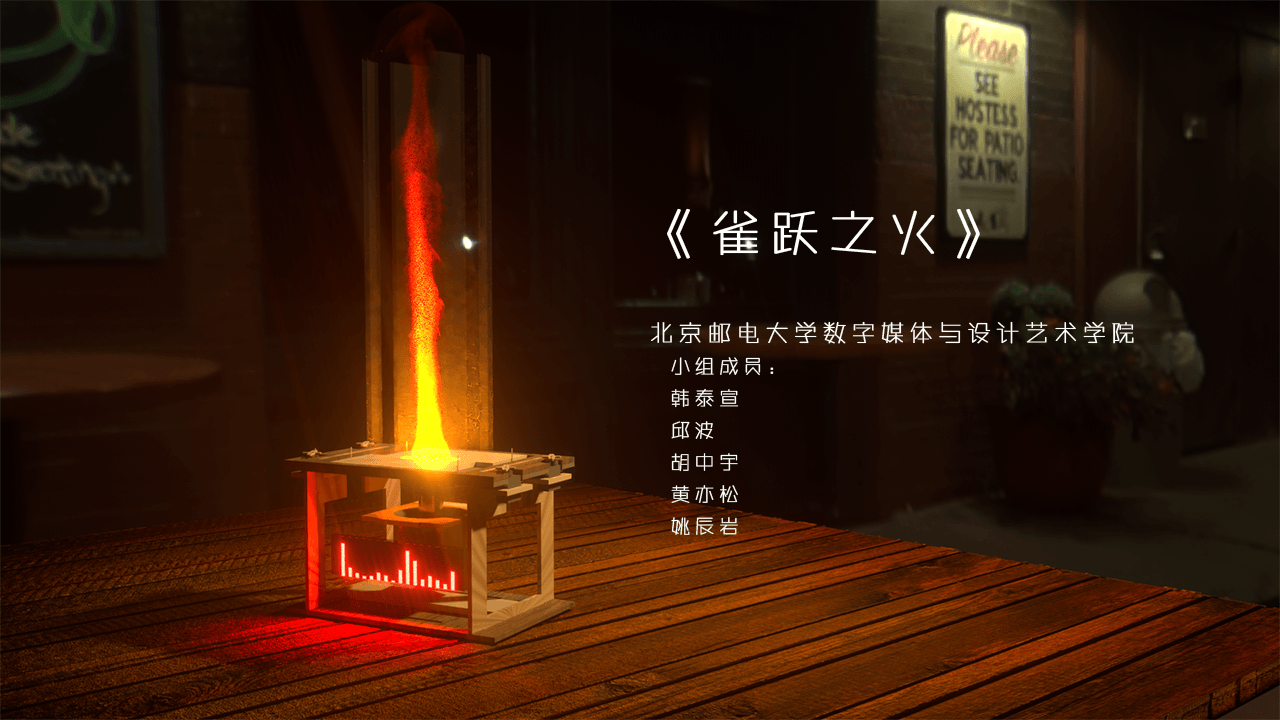 Please
SEE
HOSTESS
FOR PATIO
SEATING
《雀跃之火》
北京邮电大学数字媒体与设计艺术学院
小组成员：
韩泰宣
邱波
胡中宇
黄亦松
姚辰岩